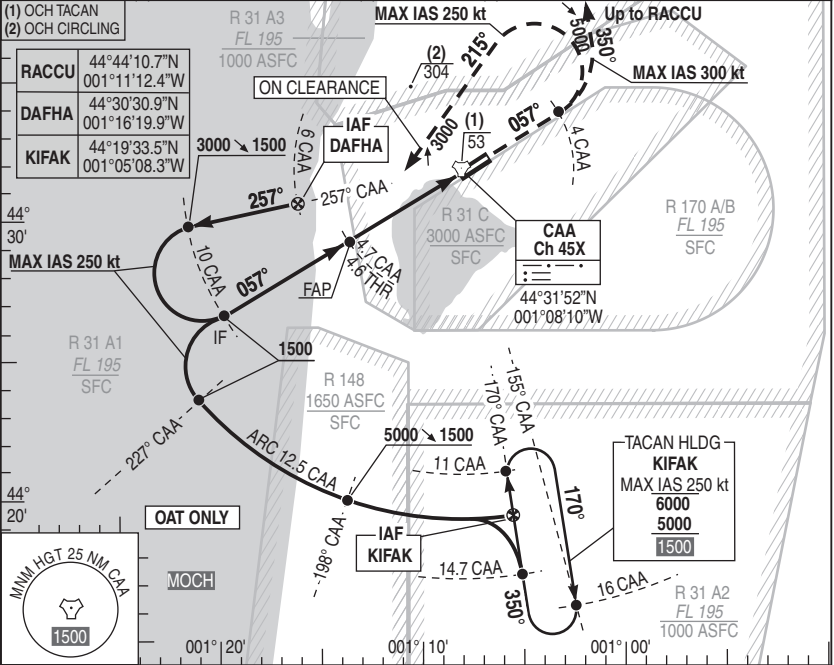 (1) OCH TACAN
(2) OCH CIRCLING
R 31 A3
FL 195
1000 ASFC
MAX IAS 250 kt
215°
5000
350°
Up to RACCU
MAX IAS 300 kt
RACCU 44°44'10.7"N
001°11'12.4"W
DAFHA 44°30'30.9"N
001°16'19.9"W
KIFAK 44°19'33.5"N
001°05'08.3"W
(2)
304
ON CLEARANCE
3000
(1)
53
057°
4 CAA
IAF
DAFHA
6 CAA
3000 ↘ 1500
257°
257° CAA
44°
30'
MAX IAS 250 kt
10 CAA
057°
4.7 CAA
4.6 THR
FAP
IF
R 31 C
3000 ASFC
SFC
CAA
Ch 45X
44°31'52"N
001°08'10"W
R 170 A/B
FL 195
SFC
R 31 A1
FL 195
SFC
1500
R 148
1650 ASFC
SFC
227° CAA
ARC 12.5 CAA
5000 ↘ 1500
170° CAA
155° CAA
11 CAA
170°
TACAN HLDG
KIFAK
MAX IAS 250 kt
6000
5000
1500
44°
20'
OAT ONLY
198° CAA
IAF
KIFAK
14.7 CAA
350°
16 CAA
MNM HGT 25 NM CAA
1500
MOCH
R 31 A2
FL 195
1000 ASFC
001° 20'
001° 10'
001° 00'